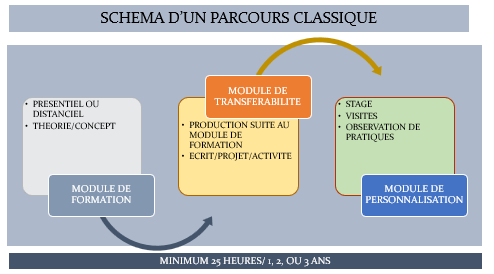 SCHEMA D'UN PARCOURS CLASSIQUE
• PRESENTIEL OU
DISTANCIEL
• THEORIE/CONCEPT
MODULE DE
FORMATION
MODULE DE
TRANSFERABILITE
• PRODUCTION SUITE AU
MODULE DE
FORMATION
• ECRIT/PROJET/ACTIVITE
• STAGE
• VISITES
• OBSERVATION DE
PRATIQUES
MODULE DE
PERSONNALISATION
MINIMUM 25 HEURES/ 1, 2, OU 3 ANS